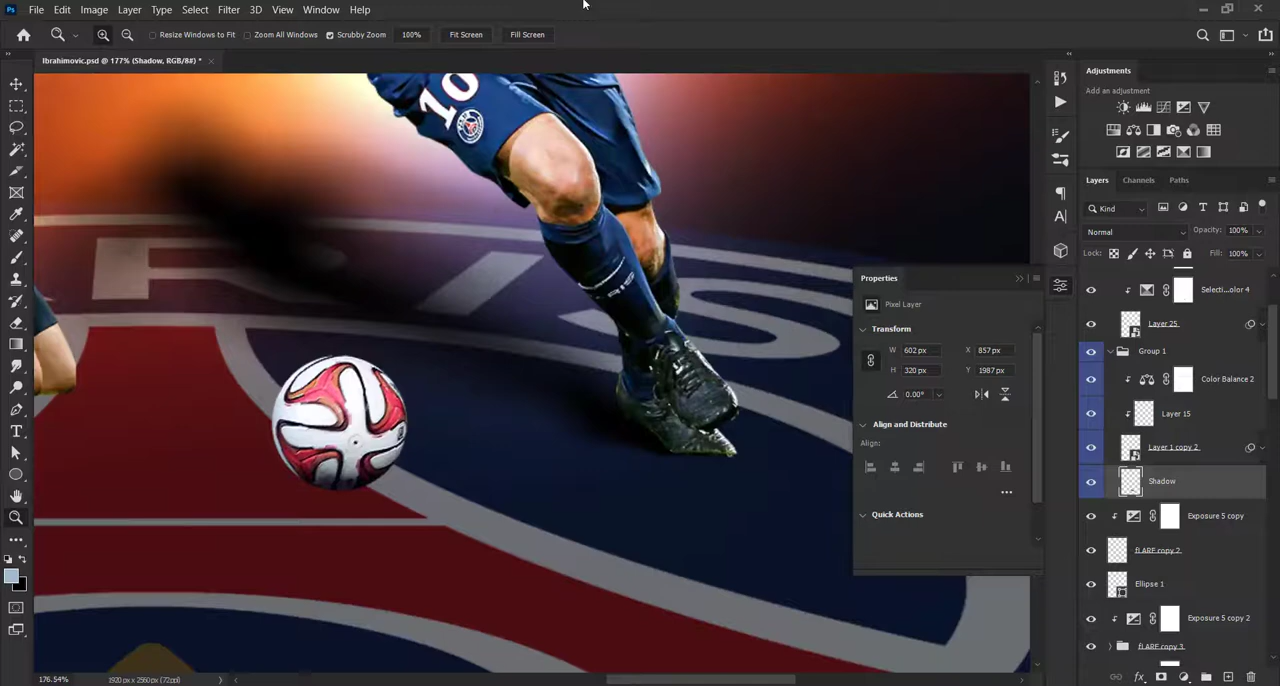 Ps File Edit Image Layer Type Select Filter 3D View Window Help
Resize Windows to Fit Zoom All Windows Scrubby Zoom 100% Fit Screen Fill Screen
Ibrahimovic.psd @ 177% (Shadow, RGB/8#) *
10
R I S
Adjustments
Add an adjustment
Layers Channels Paths
Kind
Normal Opacity: 100%
Lock: Fill: 100%
Selecti...olor 4
Layer 25
Group 1
Color Balance 2
Layer 15
Layer 1 copy 2
Shadow
Exposure 5 copy
fLARE copy 2
Ellipse 1
Exposure 5 copy 2
fLARE copy 3
Properties
Pixel Layer
Transform
W 602 px X 857 px
H 320 px Y 1987 px
0.00°
Align and Distribute
Align:
Quick Actions
176.54% 1920 px x 2560 px (72ppi)